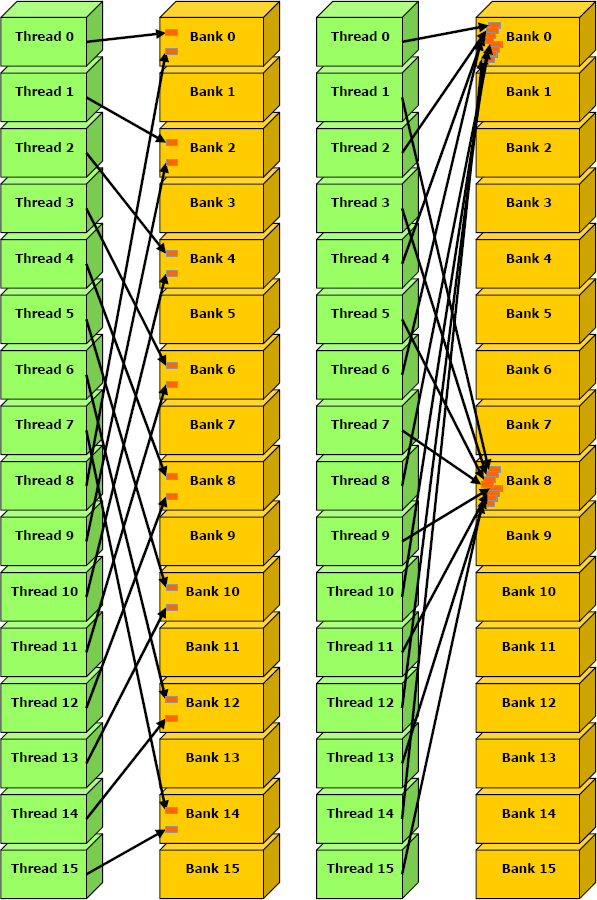 Thread 0 Bank 0 Thread 0 Bank 0
Thread 1 Bank 1 Thread 1 Bank 1
Thread 2 Bank 2 Thread 2 Bank 2
Thread 3 Bank 3 Thread 3 Bank 3
Thread 4 Bank 4 Thread 4 Bank 4
Thread 5 Bank 5 Thread 5 Bank 5
Thread 6 Bank 6 Thread 6 Bank 6
Thread 7 Bank 7 Thread 7 Bank 7
Thread 8 Bank 8 Thread 8 Bank 8
Thread 9 Bank 9 Thread 9 Bank 9
Thread 10 Bank 10 Thread 10 Bank 10
Thread 11 Bank 11 Thread 11 Bank 11
Thread 12 Bank 12 Thread 12 Bank 12
Thread 13 Bank 13 Thread 13 Bank 13
Thread 14 Bank 14 Thread 14 Bank 14
Thread 15 Bank 15 Thread 15 Bank 15